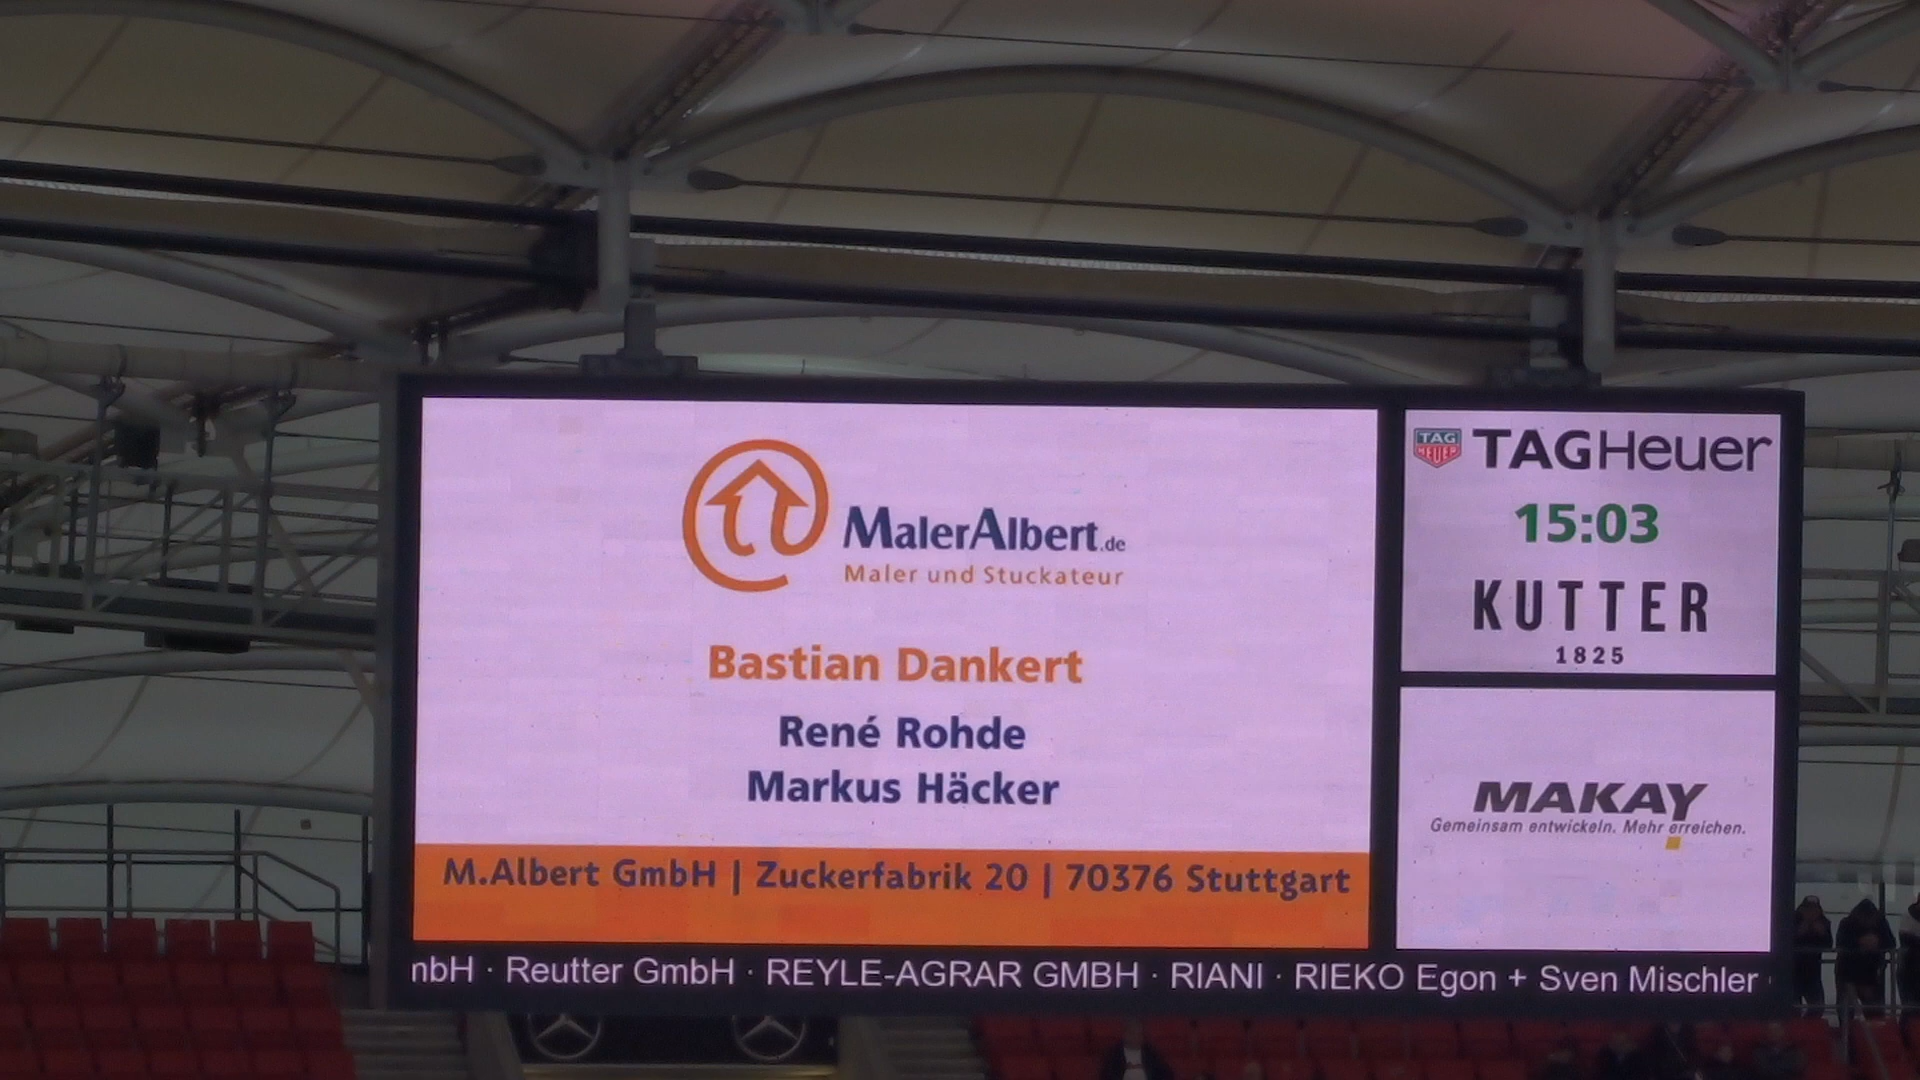 MalerAlbert.de
Maler und Stuckateur
Bastian Dankert
René Rohde
Markus Häcker
M.Albert GmbH | Zuckerfabrik 20 | 70376 Stuttgart
TAG
HEUER
TAGHeuer
15:03
KUTTER
1825
MAKAY
Gemeinsam entwickeln. Mehr erreichen.
mbH · Reutter GmbH · REYLE-AGRAR GMBH · RIANI · RIEKO Egon + Sven Mischler